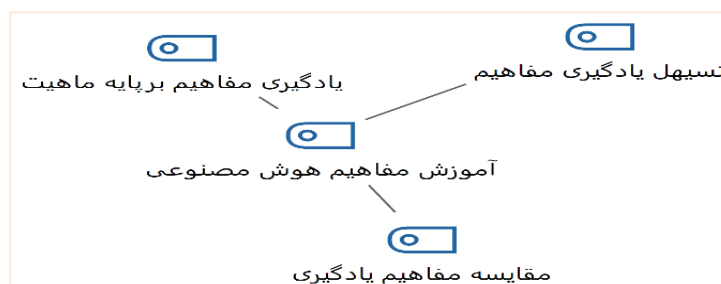 تسیهل یادگیری مفاهیم
یادگیری مفاهیم برپایه ماهیت
آموزش مفاهیم هوش مصنوعی
مقایسه مفاهیم یادگیری